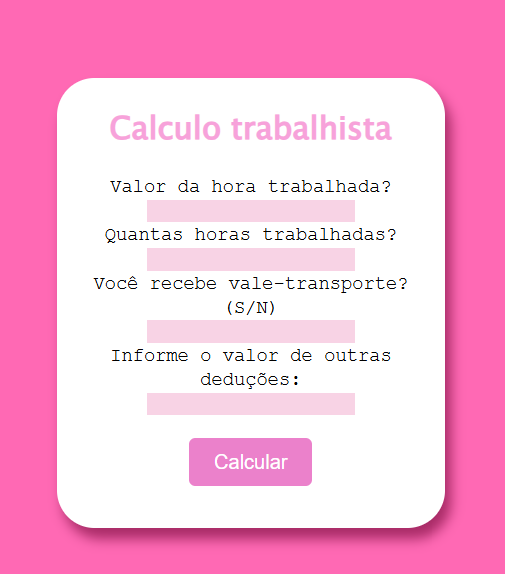 Calculo trabalhista
Valor da hora trabalhada?
Quantas horas trabalhadas?
Você recebe vale-transporte?
(S/N)
Informe o valor de outras
deduções:
Calcular